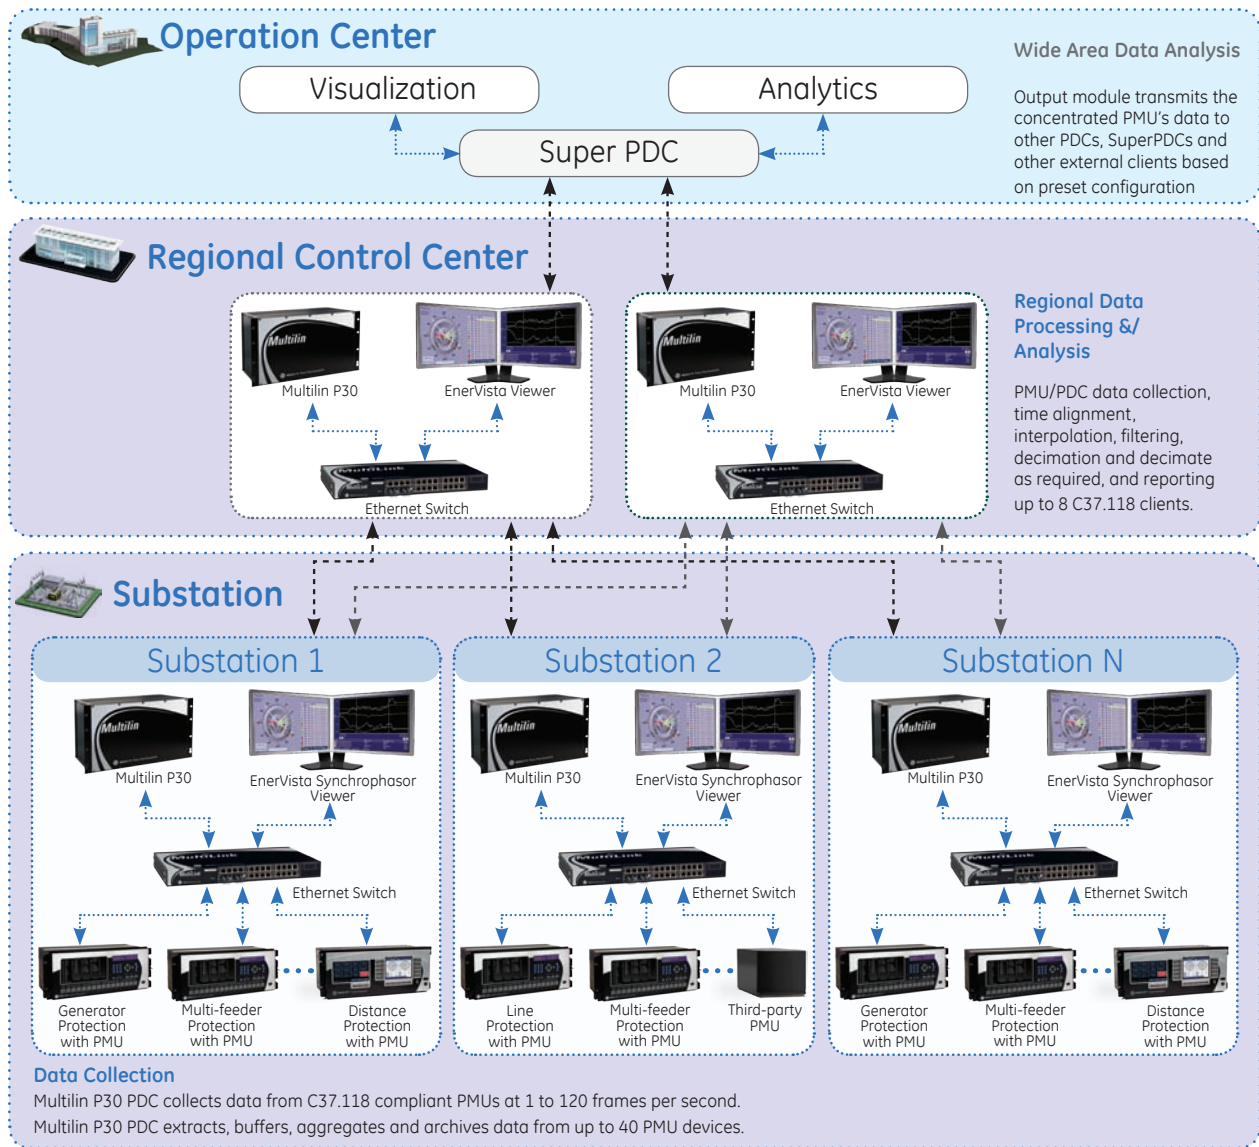 Operation Center
Wide Area Data Analysis
Visualization
Analytics
Output module transmits the
concentrated PMU's data to
other PDCs, SuperPDCs and
other external clients based
on preset configuration
Super PDC
Regional Control Center
Regional Data
Processing &/
Analysis
PMU/PDC data collection,
time alignment,
interpolation, filtering,
decimation and decimate
as required, and reporting
up to 8 C37.118 clients.
Multilin
Multilin P30
EnerVista Viewer
MultiLink
Ethernet Switch
Multilin
Multilin P30
EnerVista Viewer
MultiLink
Ethernet Switch
Substation
Substation 1
Multilin
Multilin P30
EnerVista Synchrophasor
Viewer
MultiLink
Ethernet Switch
Generator
Protection
with PMU
Multi-feeder
Protection
with PMU
Distance
Protection
with PMU
Substation 2
Multilin
Multilin P30
EnerVista Synchrophasor
Viewer
MultiLink
Ethernet Switch
Line
Protection
with PMU
Multi-feeder
Protection
with PMU
Third-party
PMU
Substation N
Multilin
Multilin P30
EnerVista Synchrophasor
Viewer
MultiLink
Ethernet Switch
Generator
Protection
with PMU
Multi-feeder
Protection
with PMU
Distance
Protection
with PMU
Data Collection
Multilin P30 PDC collects data from C37.118 compliant PMUs at 1 to 120 frames per second.
Multilin P30 PDC extracts, buffers, aggregates and archives data from up to 40 PMU devices.